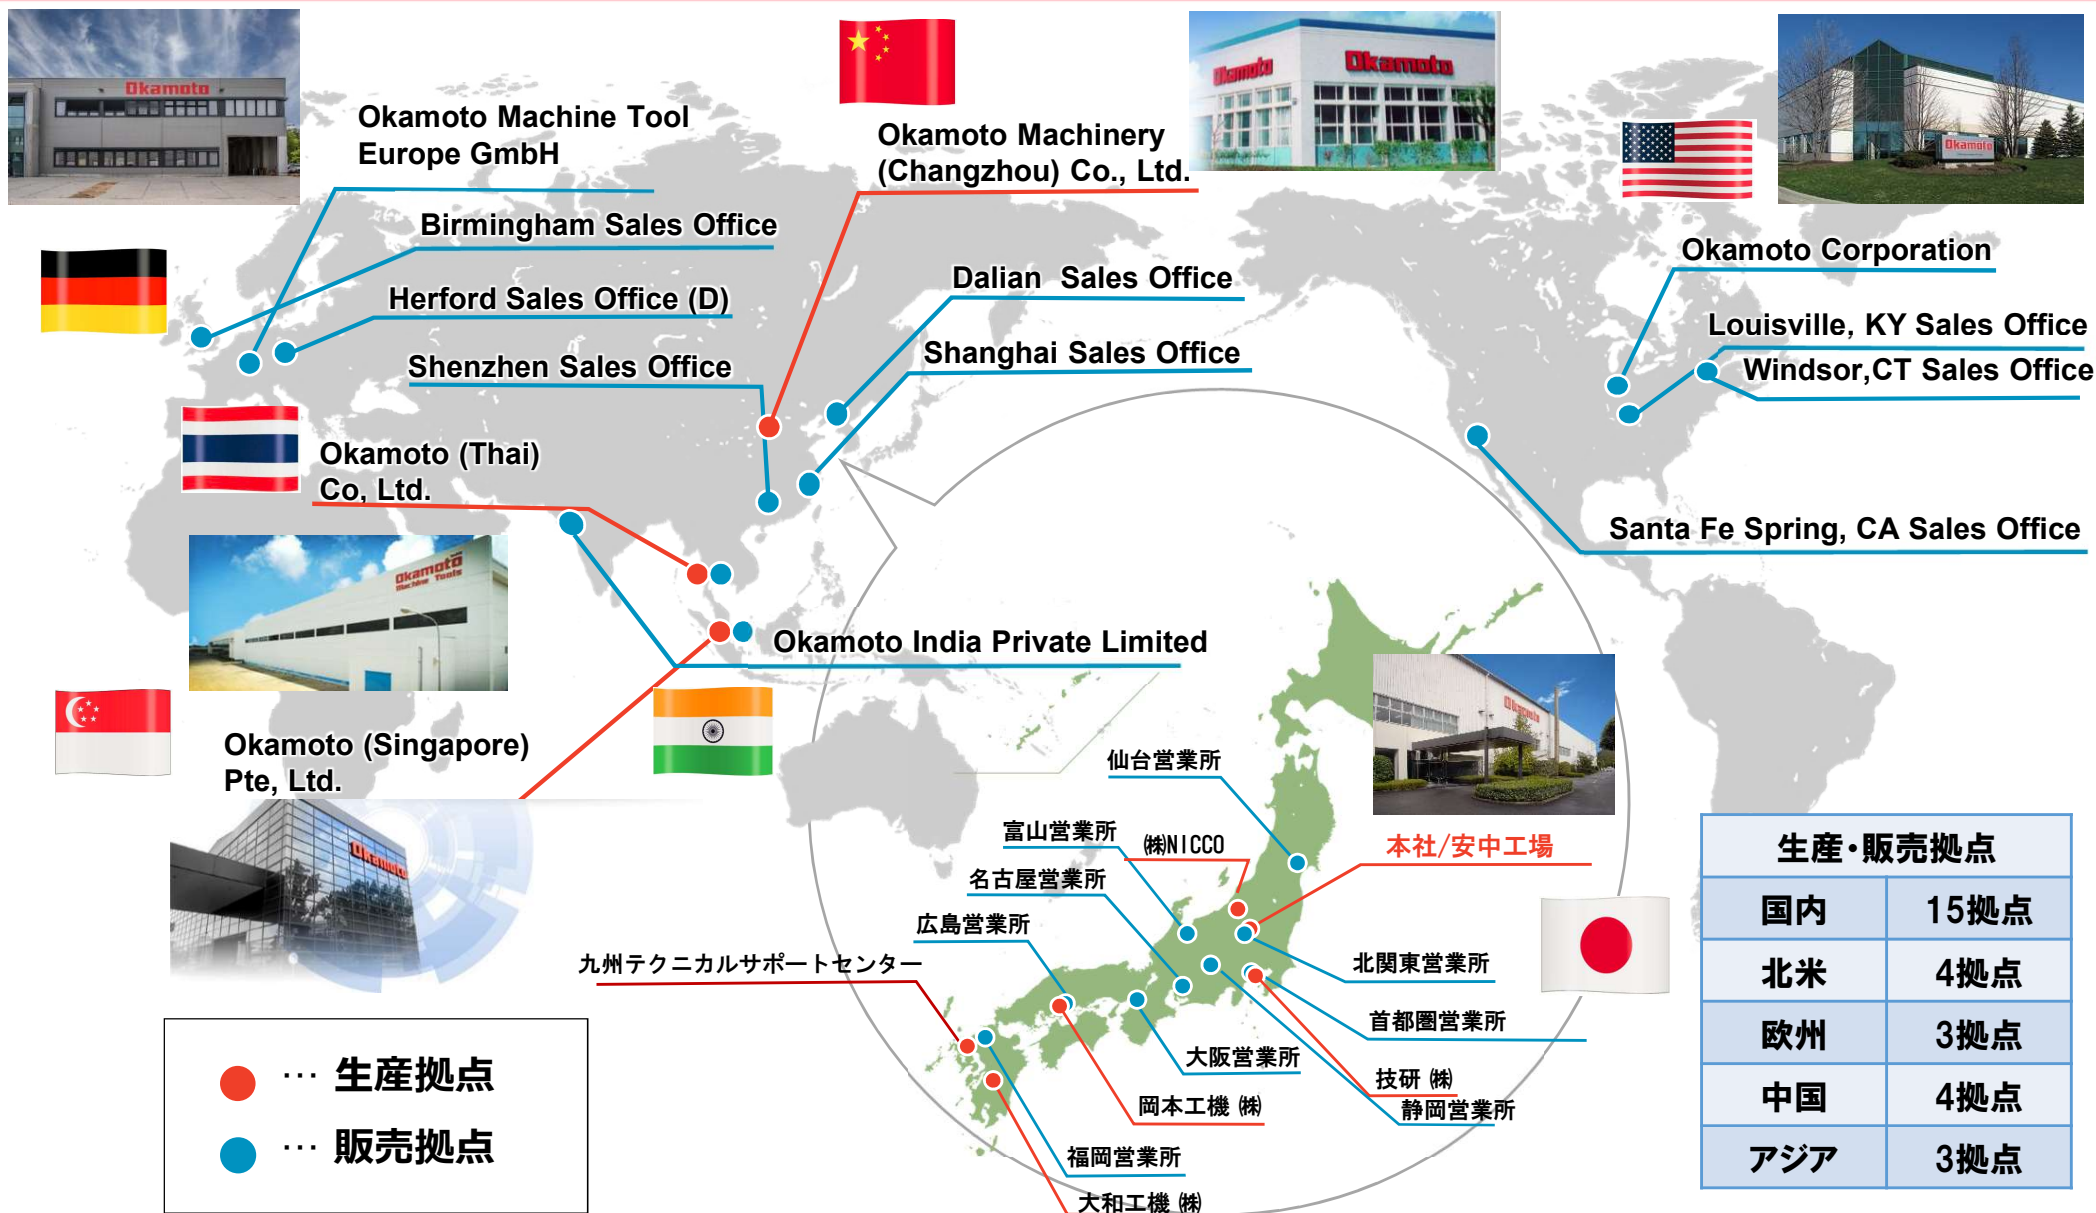 Okamoto
Okamoto Machine Tool
Europe GmbH
Birmingham Sales Office
Herford Sales Office (D)
Shenzhen Sales Office
Okamoto Machinery
(Changzhou) Co., Ltd.
Okamoto
Okamoto
Dalian Sales Office
Shanghai Sales Office
Okamoto
Okamoto Corporation
Louisville, KY Sales Office
Windsor,CT Sales Office
Santa Fe Spring, CA Sales Office
Okamoto (Thai)
Co, Ltd.
Okamoto
Machine Tools
Okamoto India Private Limited
Okamoto (Singapore)
Pte, Ltd.
Okamoto
Okamoto
仙台営業所
富山営業所
㈱NICCO
本社/安中工場
名古屋営業所
広島営業所
九州テクニカルサポートセンター
北関東営業所
首都圏営業所
大阪営業所
技研 ㈱
岡本工機 ㈱
静岡営業所
福岡営業所
大和工機 ㈱
… 生産拠点
… 販売拠点
生産・販売拠点
国内 15拠点
北米 4拠点
欧州 3拠点
中国 4拠点
アジア 3拠点